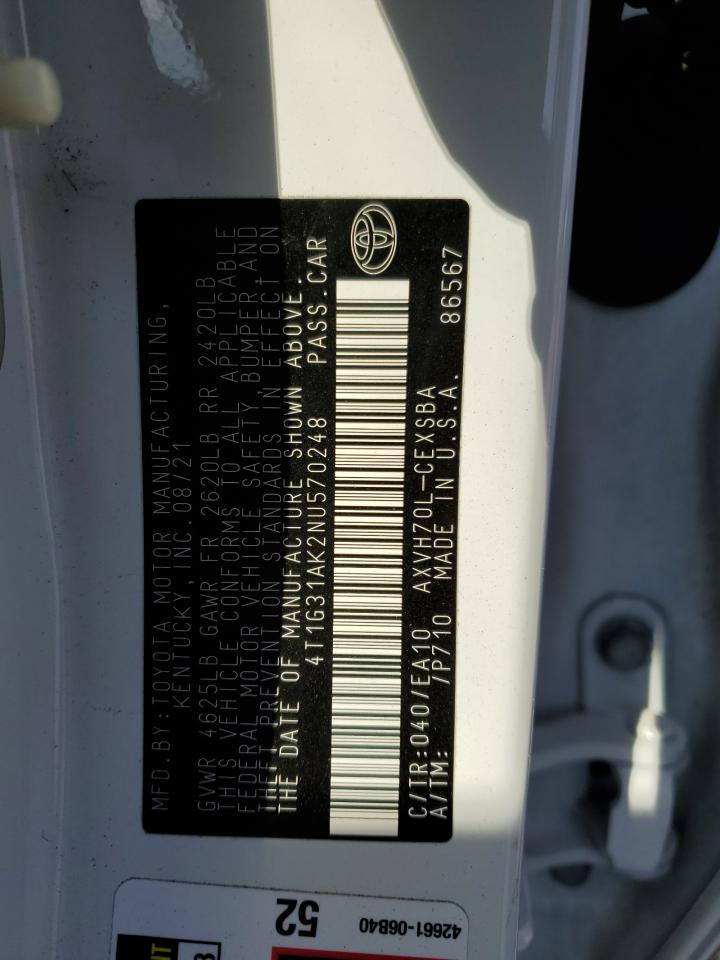 MFD.BY:TOYOTA MOTOR MANUFACTURING,
KENTUCKY, INC.08/21
GVWR 4625LB GAWR FR 2620LB RR 2420LB
THIS VEHICLE CONFORMS TO ALL APPLICABLE
FEDERAL MOTOR VEHICLE SAFETY, BUMPER,AND
THEFT PREVENTION STANDARDS IN EFFECT ON
THE DATE OF MANUFACTURE SHOWN ABOVE.
4T1G31AK2NU570248 PASS.CAR
C/TR:040/EA10 AXVH70L-CEXSBA 86567
A/TM: /P710 MADE IN U.S.A.
52
42661-06B40